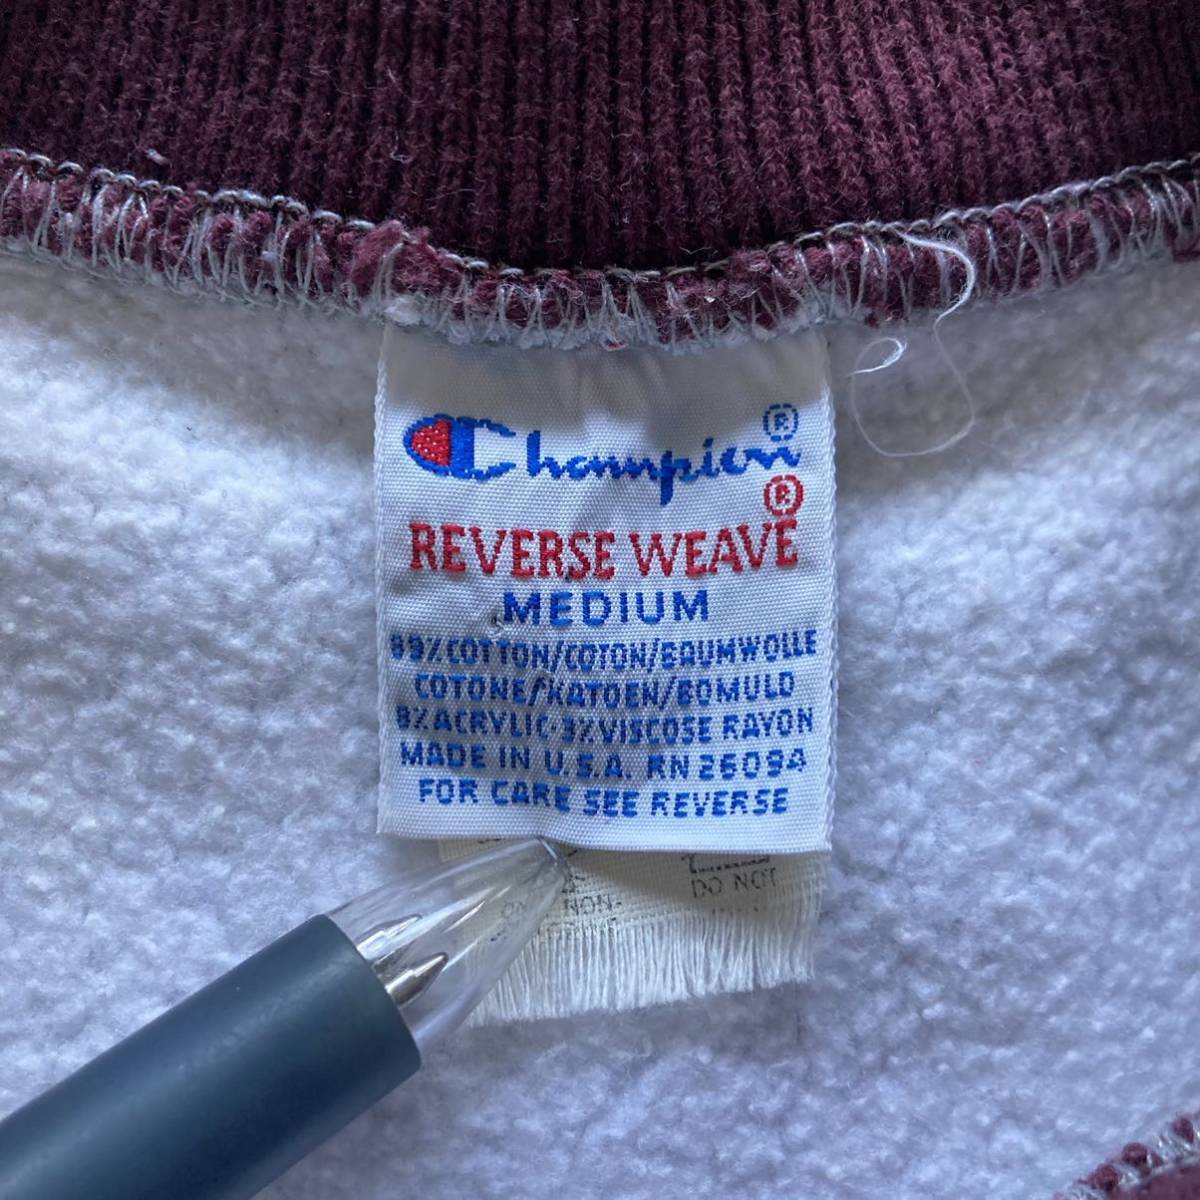 Champion®
REVERSE WEAVE®
MEDIUM
89% COTTON/COTON/BAUMWOLLE
COTONE/KATOEN/BOMULD
8% ACRYLIC·3% VISCOSE RAYON
MADE IN U.S.A. RN 26094
FOR CARE SEE REVERSE
DO NOT
NON-